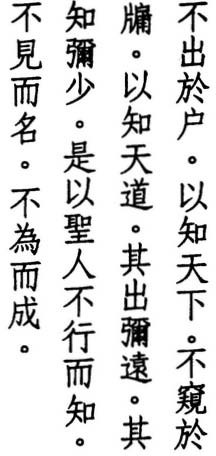 不出於户。以知天下。不窺於
牖。以知天道。其出彌遠。其
知彌少。是以聖人不行而知。
不見而名。不為而成。